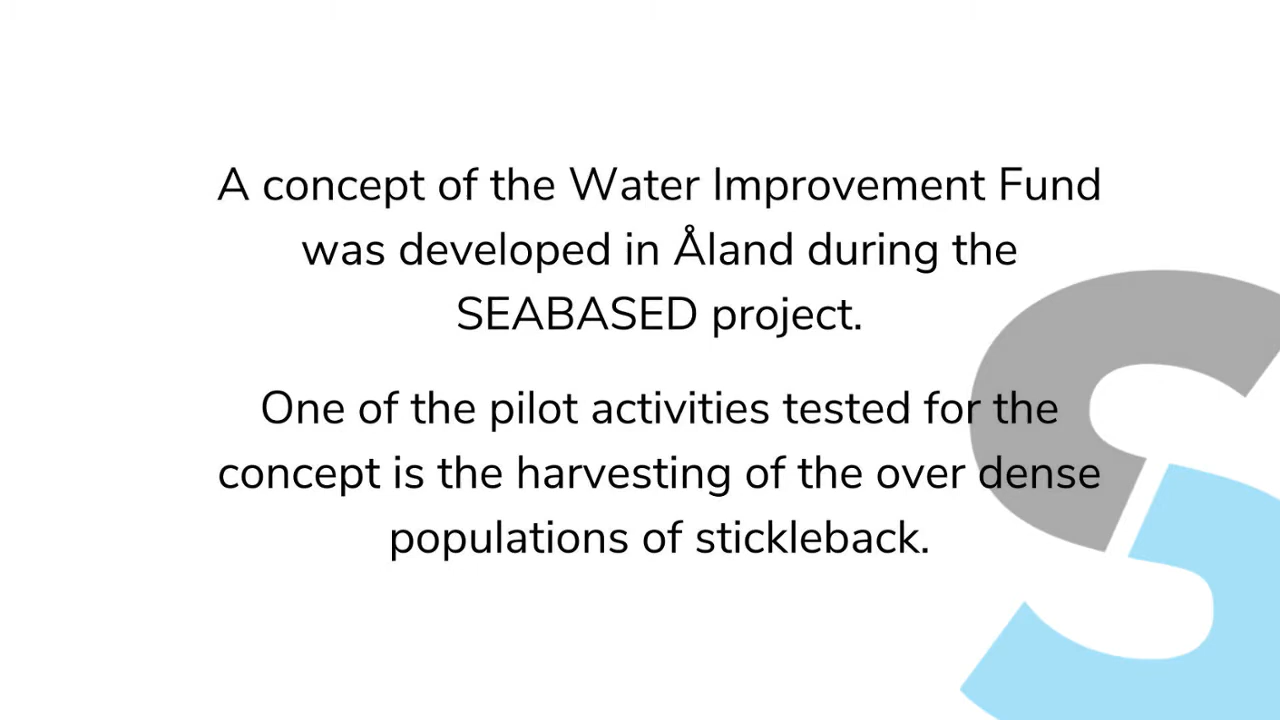 A concept of the Water Improvement Fund
was developed in Åland during the
SEABASED project.
One of the pilot activities tested for the
concept is the harvesting of the over dense
populations of stickleback.